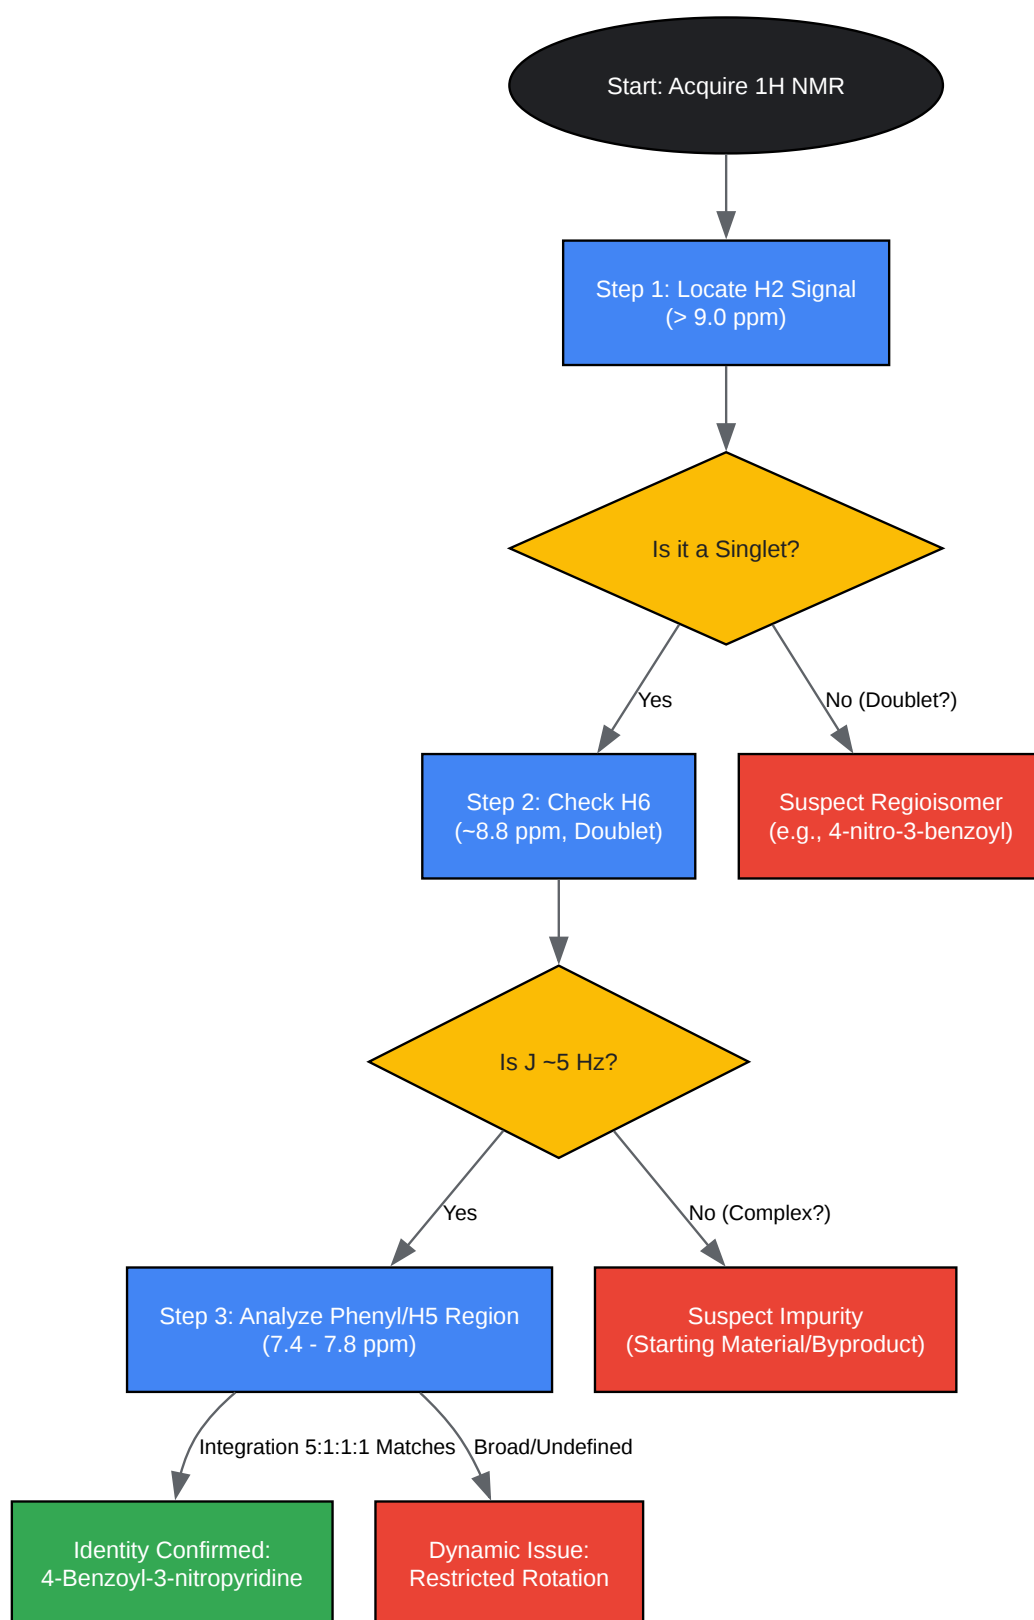 Start: Acquire 1H NMR
Step 1: Locate H2 Signal
(> 9.0 ppm)
Is it a Singlet?
Yes
No (Doublet?)
Step 2: Check H6
(~8.8 ppm, Doublet)
Suspect Regioisomer
(e.g., 4-nitro-3-benzoyl)
Is J ~5 Hz?
Yes
No (Complex?)
Step 3: Analyze Phenyl/H5 Region
(7.4 - 7.8 ppm)
Suspect Impurity
(Starting Material/Byproduct)
Integration 5:1:1:1 Matches
Broad/Undefined
Identity Confirmed:
4-Benzoyl-3-nitropyridine
Dynamic Issue:
Restricted Rotation